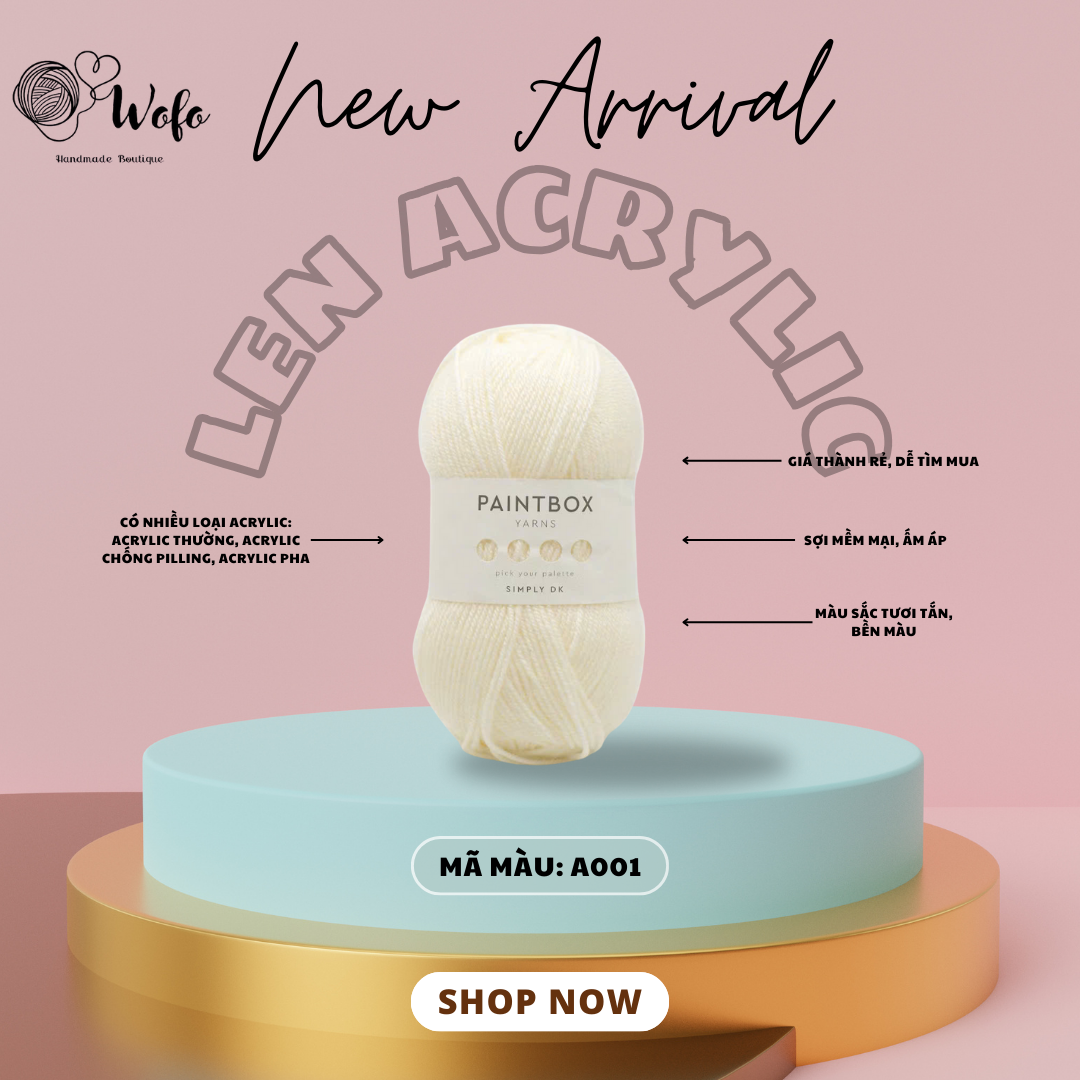 Wofo
Handmade Boutique
New Arrival
LEN ACRYLIC
GIÁ THÀNH RẺ, DỄ TÌM MUA
CÓ NHIỀU LOẠI ACRYLIC:
ACRYLIC THƯỜNG, ACRYLIC
CHỐNG PILLING, ACRYLIC PHA
SỢI MỀM MẠI, ẤM ÁP
MÀU SẮC TƯƠI TẮN,
BỀN MÀU
PAINTBOX
YARNS
pick your palette
SIMPLY DK
MÃ MÀU: A001
SHOP NOW